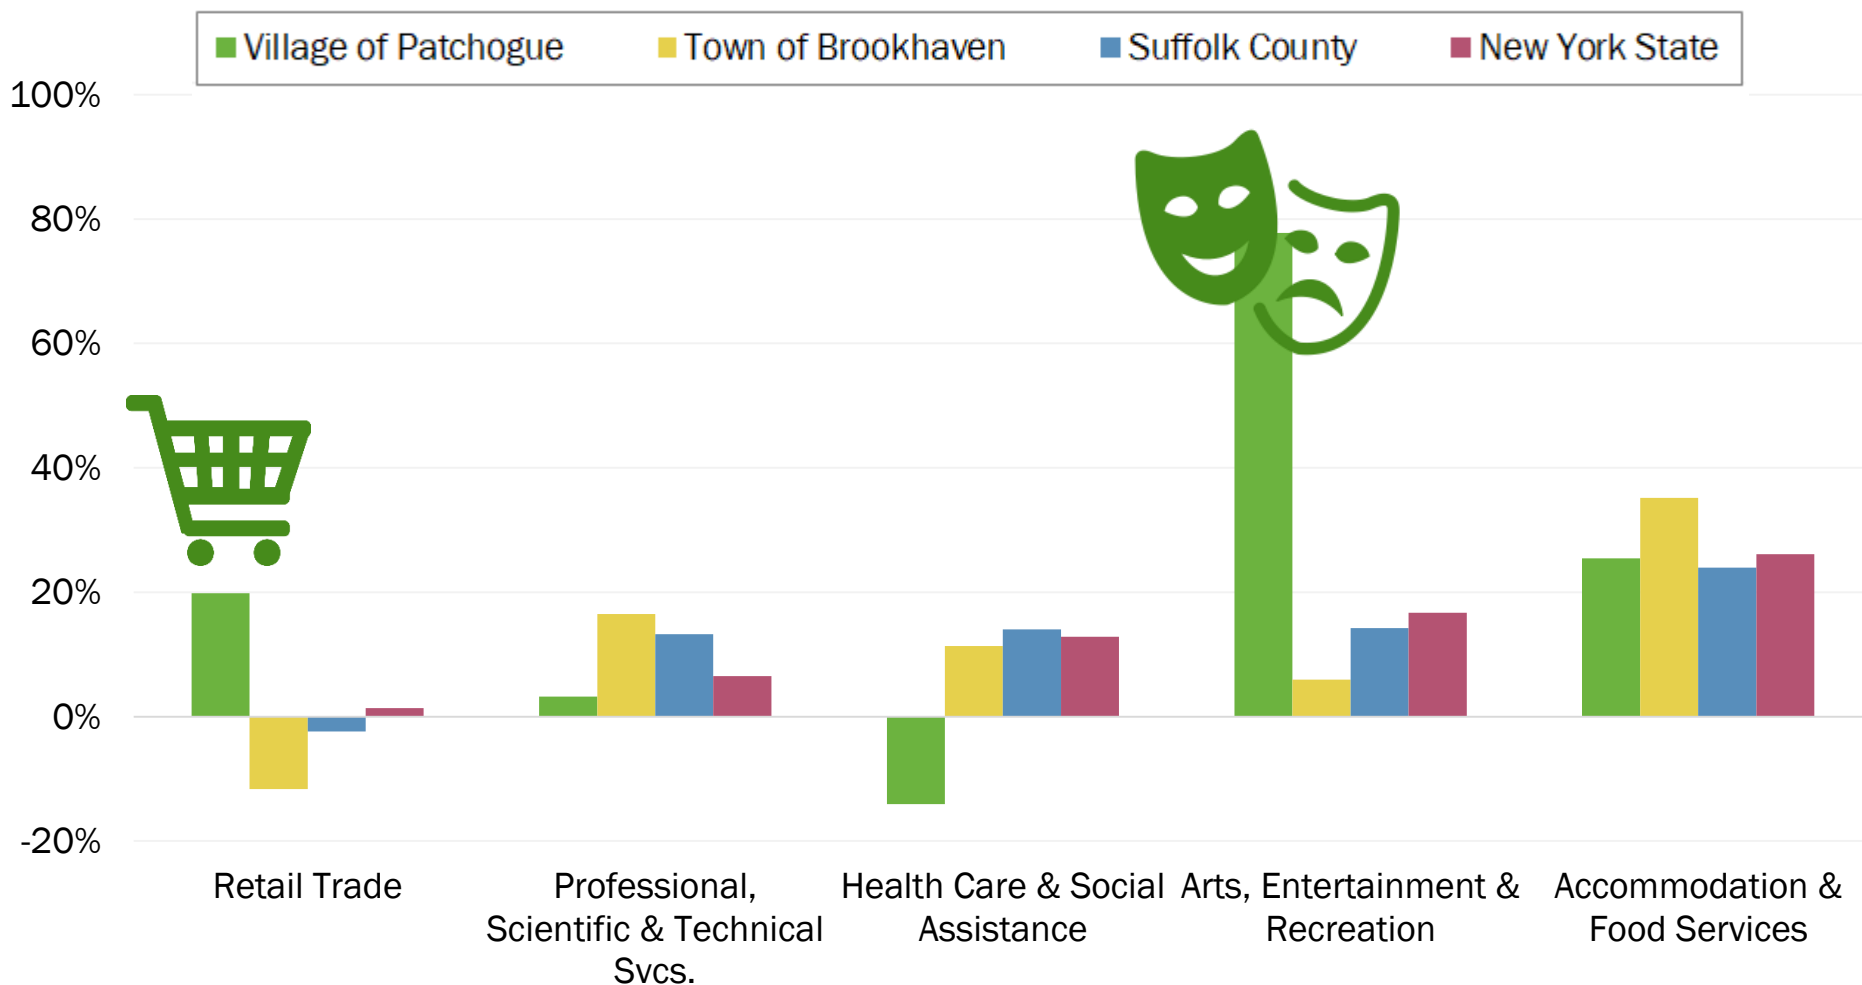 Village of Patchogue Town of Brookhaven Suffolk County New York State
100%
80%
60%
40%
20%
0%
-20%
Retail Trade
Professional,
Scientific & Technical
Svcs.
Health Care & Social
Assistance
Arts, Entertainment &
Recreation
Accommodation &
Food Services